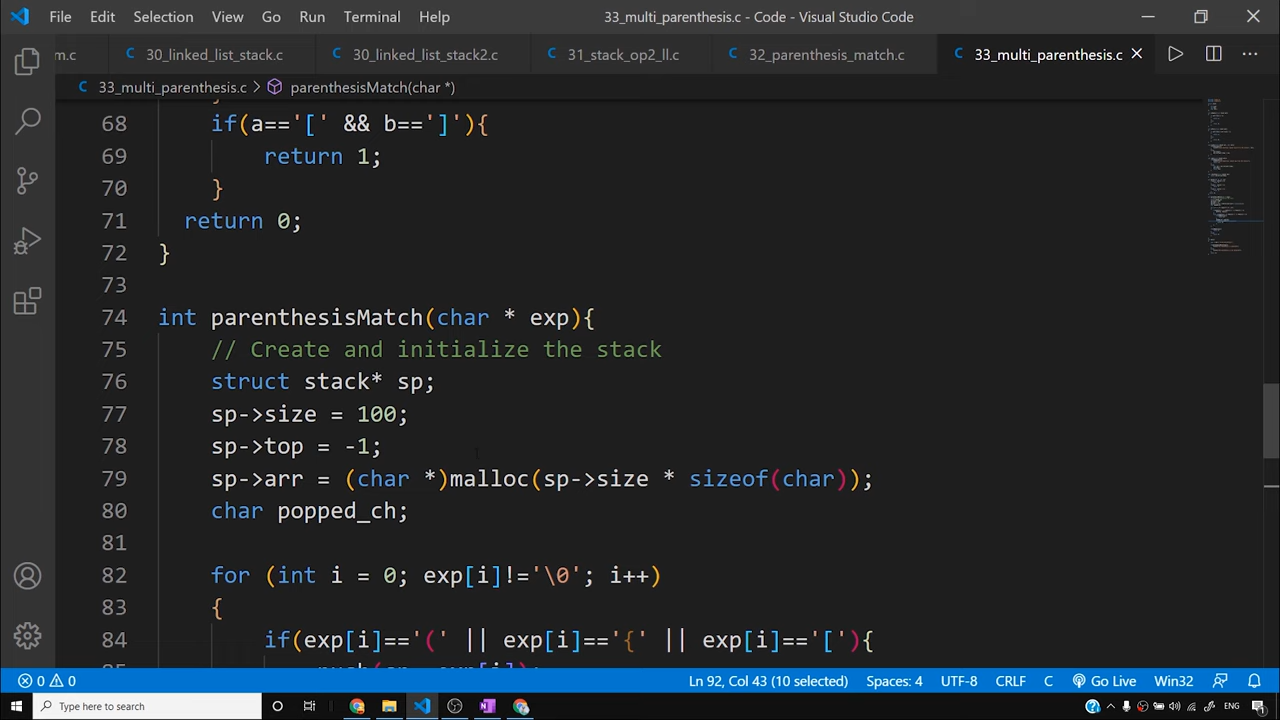 File Edit Selection View Go Run Terminal Help 33_multi_parenthesis.c - Code - Visual Studio Code
m.c 30_linked_list_stack.c 30_linked_list_stack2.c 31_stack_op2_ll.c 32_parenthesis_match.c 33_multi_parenthesis.c
33_multi_parenthesis.c > parenthesisMatch(char *)
68 if(a=='[' && b==']'){
69 return 1;
70 }
71 return 0;
72 }
73
74 int parenthesisMatch(char * exp){
75 // Create and initialize the stack
76 struct stack* sp;
77 sp->size = 100;
78 sp->top = -1;
79 sp->arr = (char *)malloc(sp->size * sizeof(char));
80 char popped_ch;
81
82 for (int i = 0; exp[i]!='\0'; i++)
83 {
84 if(exp[i]=='(' || exp[i]=='{' || exp[i]=='['){
0 0 Ln 92, Col 43 (10 selected) Spaces: 4 UTF-8 CRLF C Go Live Win32
Type here to search ENG